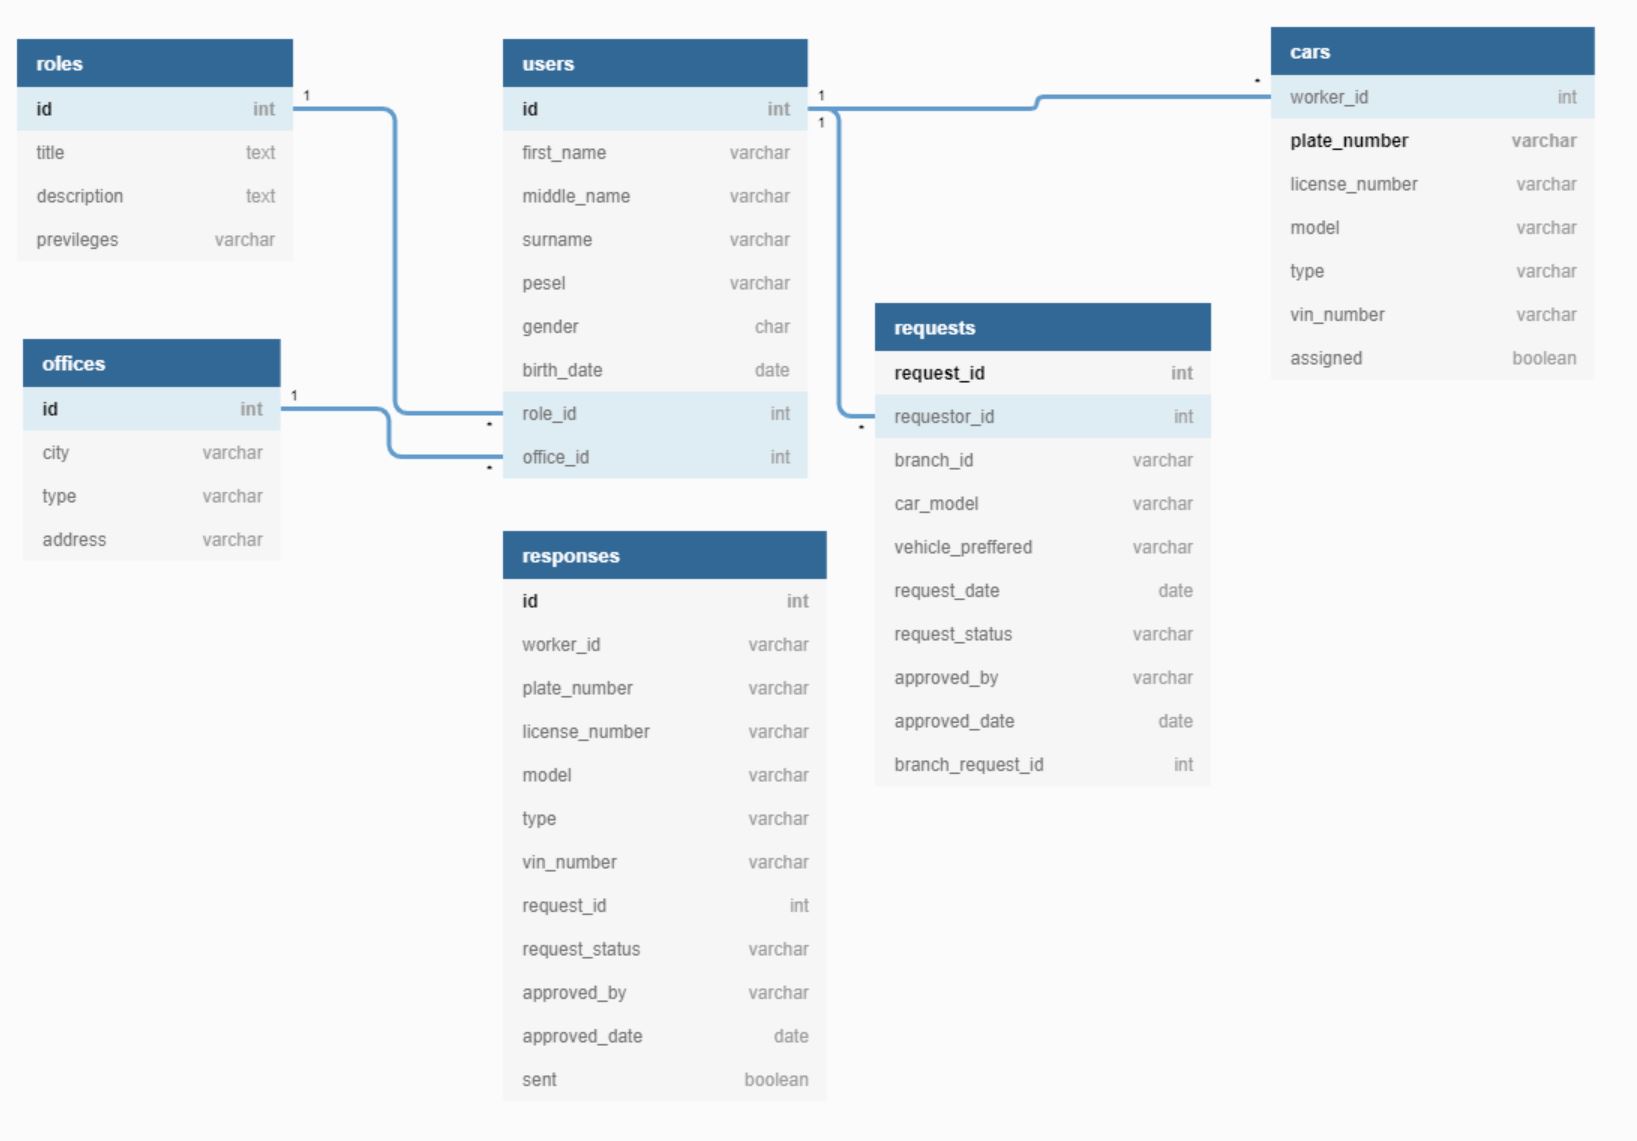 roles
id int
title text
description text
previleges varchar
offices
id int
city varchar
type varchar
address varchar
users
id int
first_name varchar
middle_name varchar
surname varchar
pesel varchar
gender char
birth_date date
role_id int
office_id int
responses
id int
worker_id varchar
plate_number varchar
license_number varchar
model varchar
type varchar
vin_number varchar
request_id int
request_status varchar
approved_by varchar
approved_date date
sent boolean
requests
request_id int
requestor_id int
branch_id varchar
car_model varchar
vehicle_preffered varchar
request_date date
request_status varchar
approved_by varchar
approved_date date
branch_request_id int
cars
worker_id int
plate_number varchar
license_number varchar
model varchar
type varchar
vin_number varchar
assigned boolean
1
*
1
*
1
*
1
*